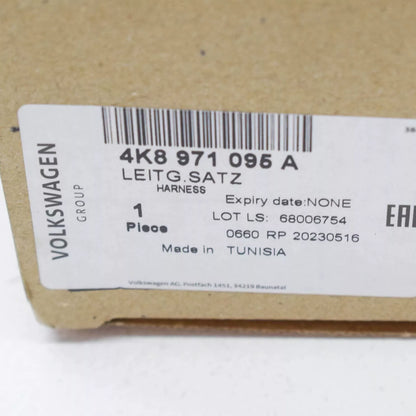 VOLKSWAGEN
GROUP
4K8 971 095 A
LEITG.SATZ
HARNESS
1
Piece
Expiry date:NONE
LOT LS: 68006754
0660 RP 20230516
Made in TUNISIA
Volkswagen AG, Postfach 1451, 34219 Baunatal